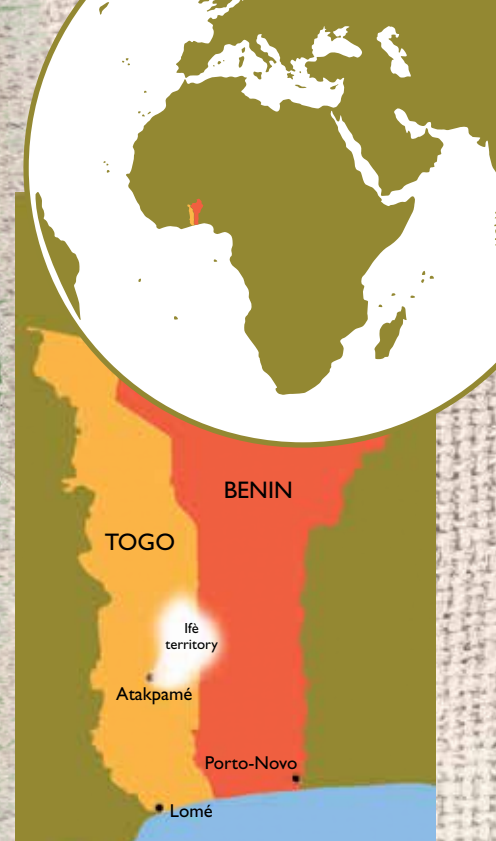 BENIN
TOGO
Ifè
territory
Atakpamé
Porto-Novo
Lomé